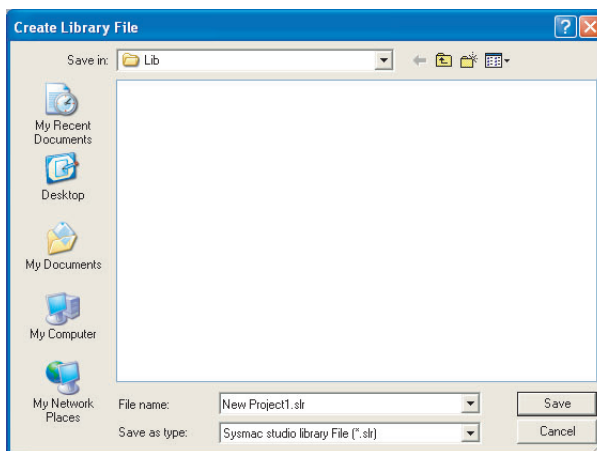 Create Library File
Save in:
Lib
My Recent
Documents
Desktop
My Documents
My Computer
My Network
Places
File name:
New Project1.slr
Save
Save as type:
Sysmac studio library File (*.slr)
Cancel